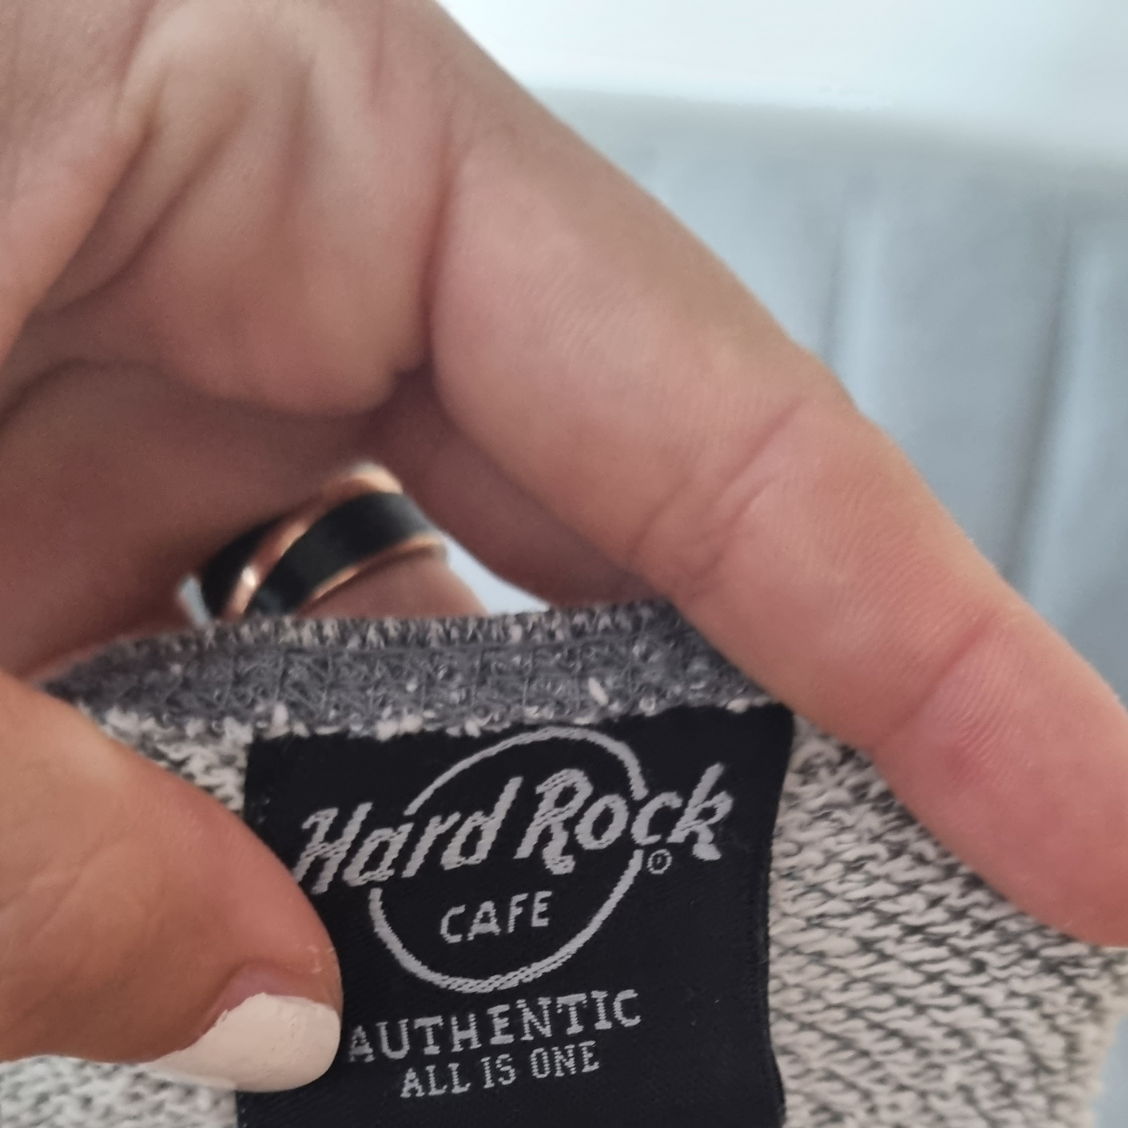 Hard Rock
®
CAFE
AUTHENTIC
ALL IS ONE